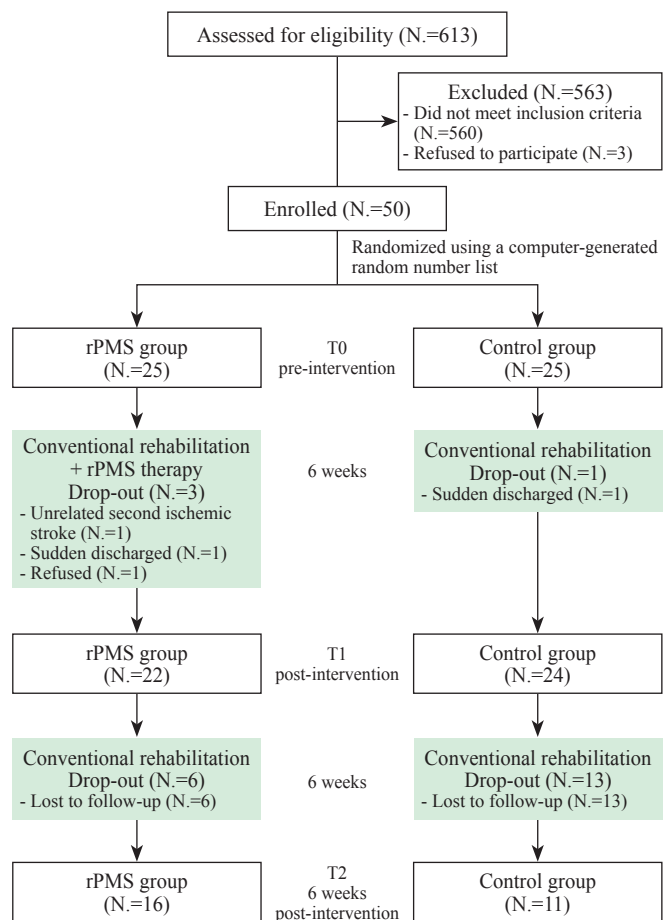 Assessed for eligibility (N.=613)
Excluded (N.=563)
- Did not meet inclusion criteria
(N.=560)
- Refused to participate (N.=3)
Enrolled (N.=50)
Randomized using a computer-generated
random number list
rPMS group
(N.=25)
T0
pre-intervention
Control group
(N.=25)
Conventional rehabilitation
+ rPMS therapy
Drop-out (N.=3)
- Unrelated second ischemic
stroke (N.=1)
- Sudden discharged (N.=1)
- Refused (N.=1)
6 weeks
Conventional rehabilitation
Drop-out (N.=1)
- Sudden discharged (N.=1)
rPMS group
(N.=22)
T1
post-intervention
Control group
(N.=24)
Conventional rehabilitation
Drop-out (N.=6)
- Lost to follow-up (N.=6)
6 weeks
Conventional rehabilitation
Drop-out (N.=13)
- Lost to follow-up (N.=13)
rPMS group
(N.=16)
T2
6 weeks
post-intervention
Control group
(N.=11)